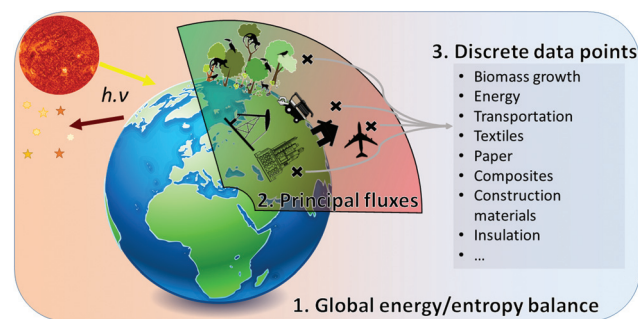 3. Discrete data points
h.ν
• Biomass growth
• Energy
• Transportation
• Textiles
• Paper
• Composites
• Construction
materials
• Insulation
• ...
2. Principal fluxes
1. Global energy/entropy balance